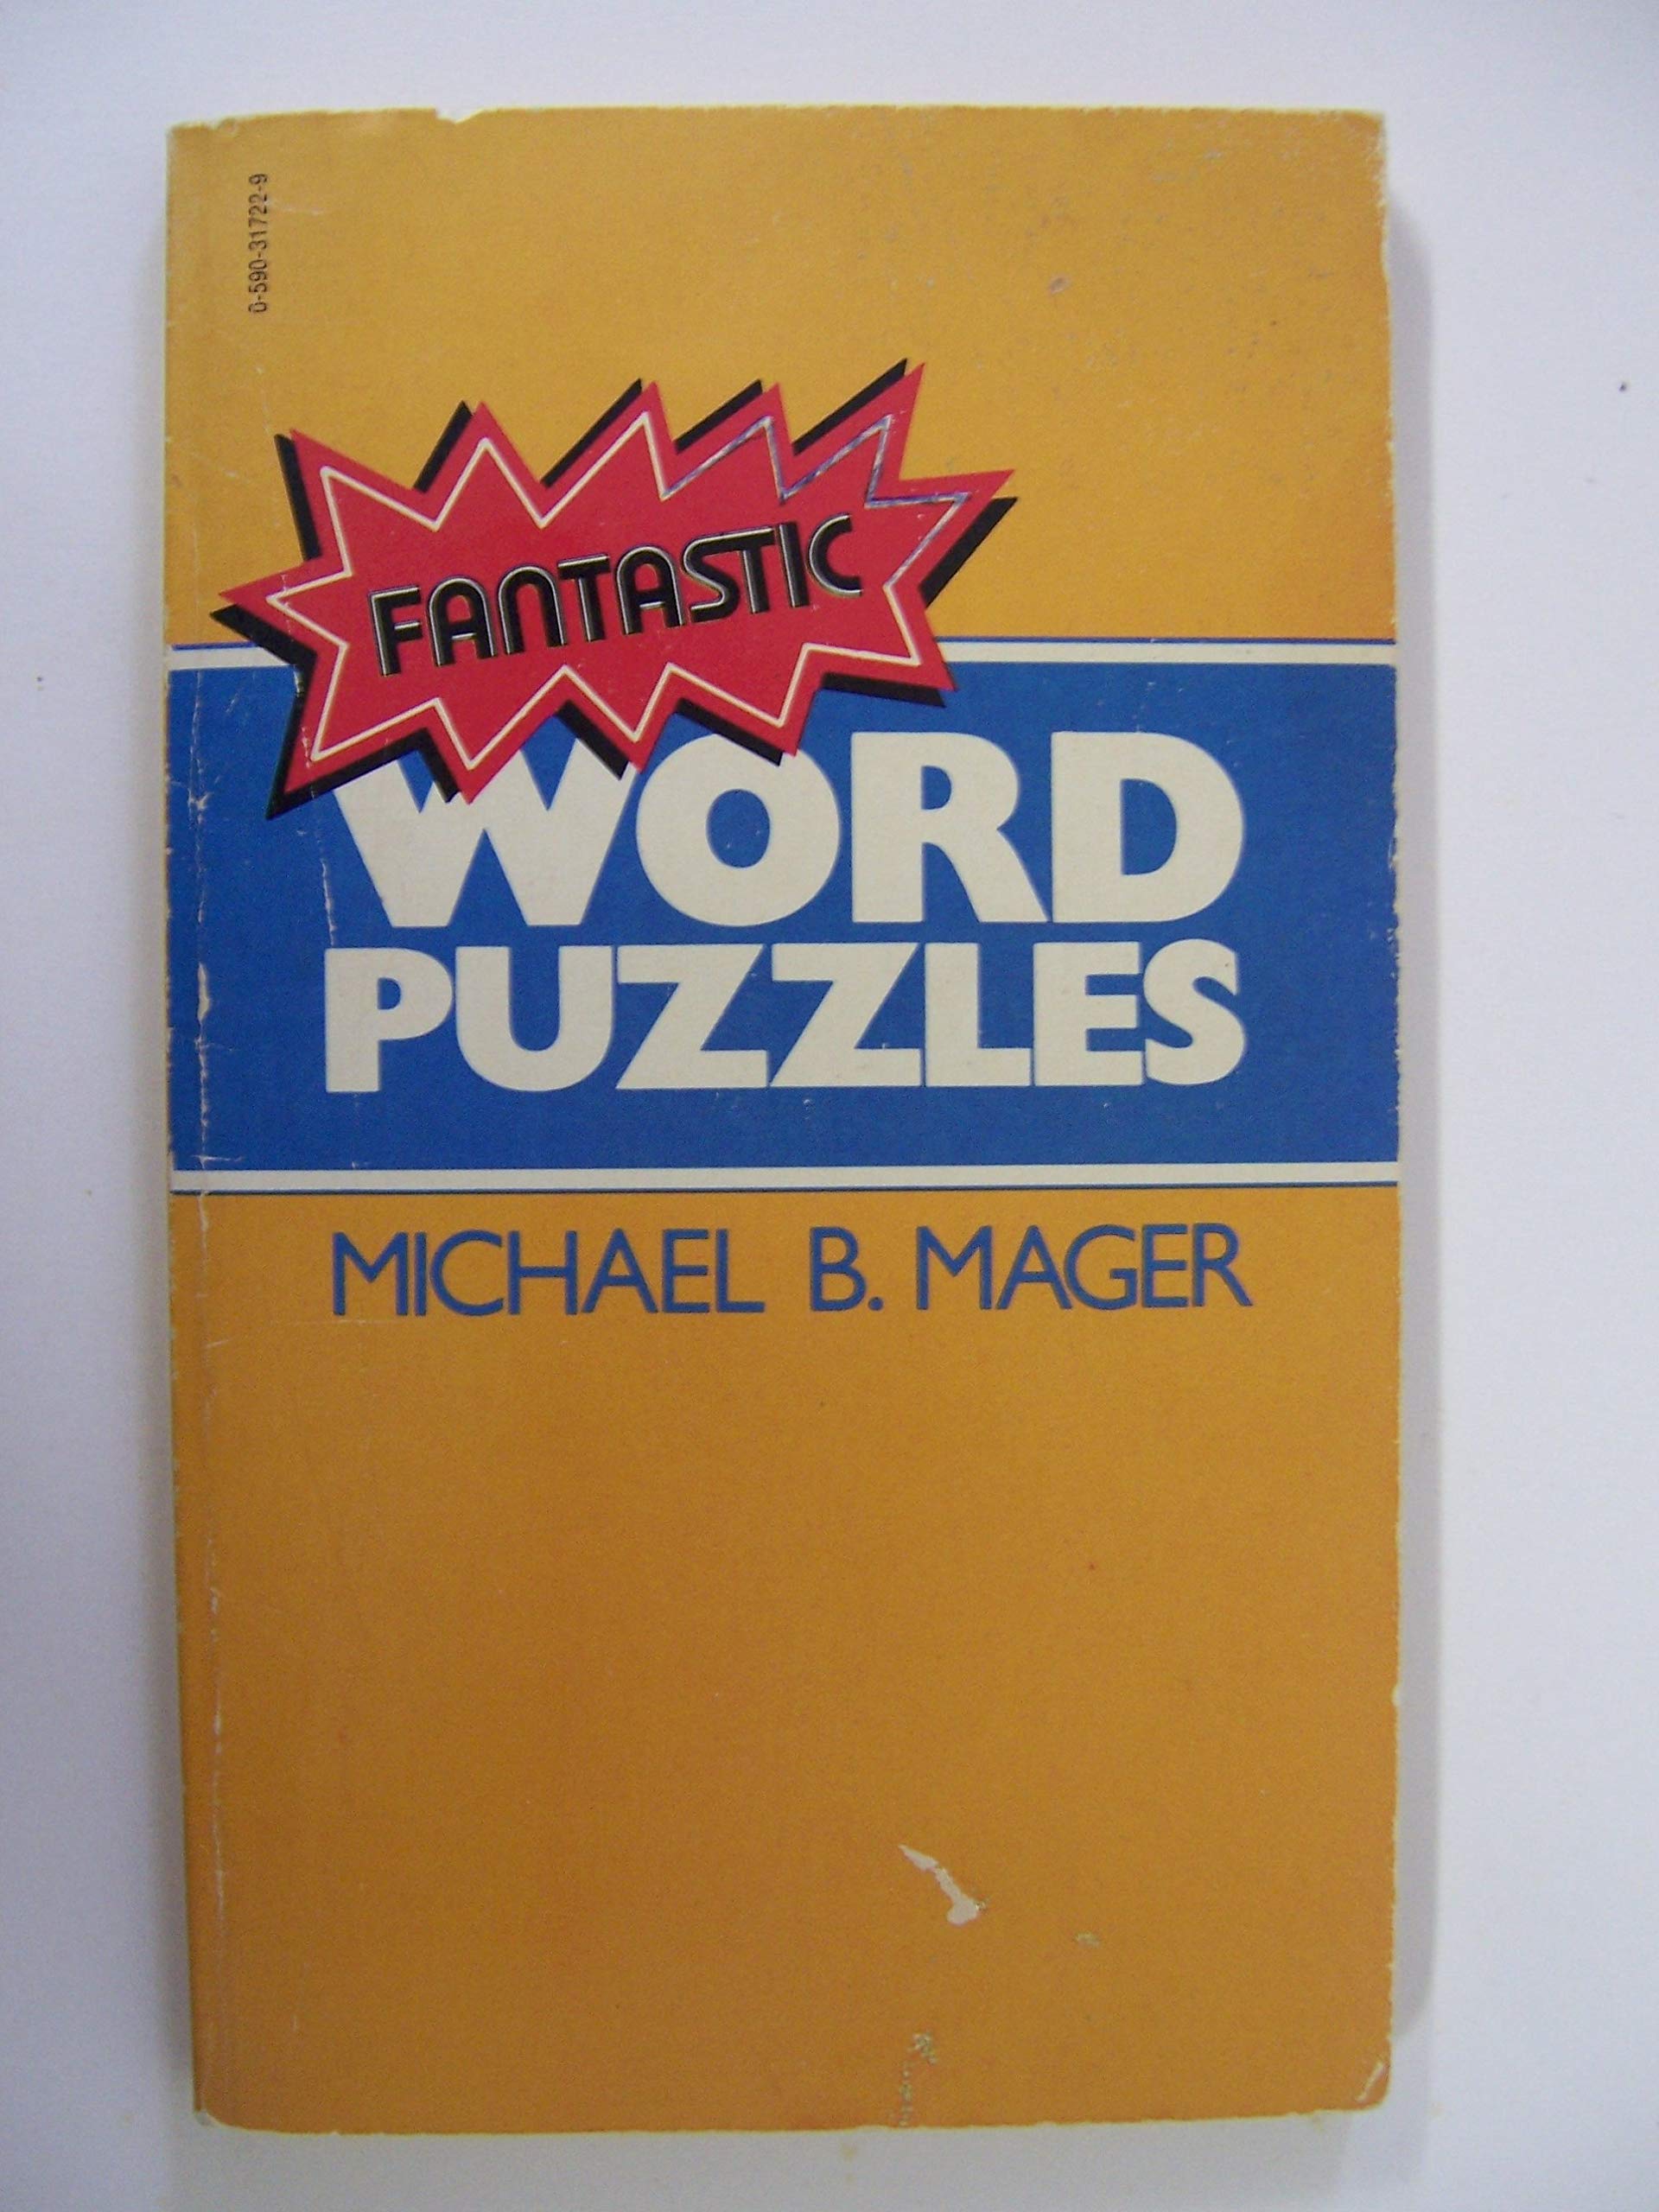 0-590-31722-9
FANTASTIC
WORD
PUZZLES
MICHAEL B. MAGER